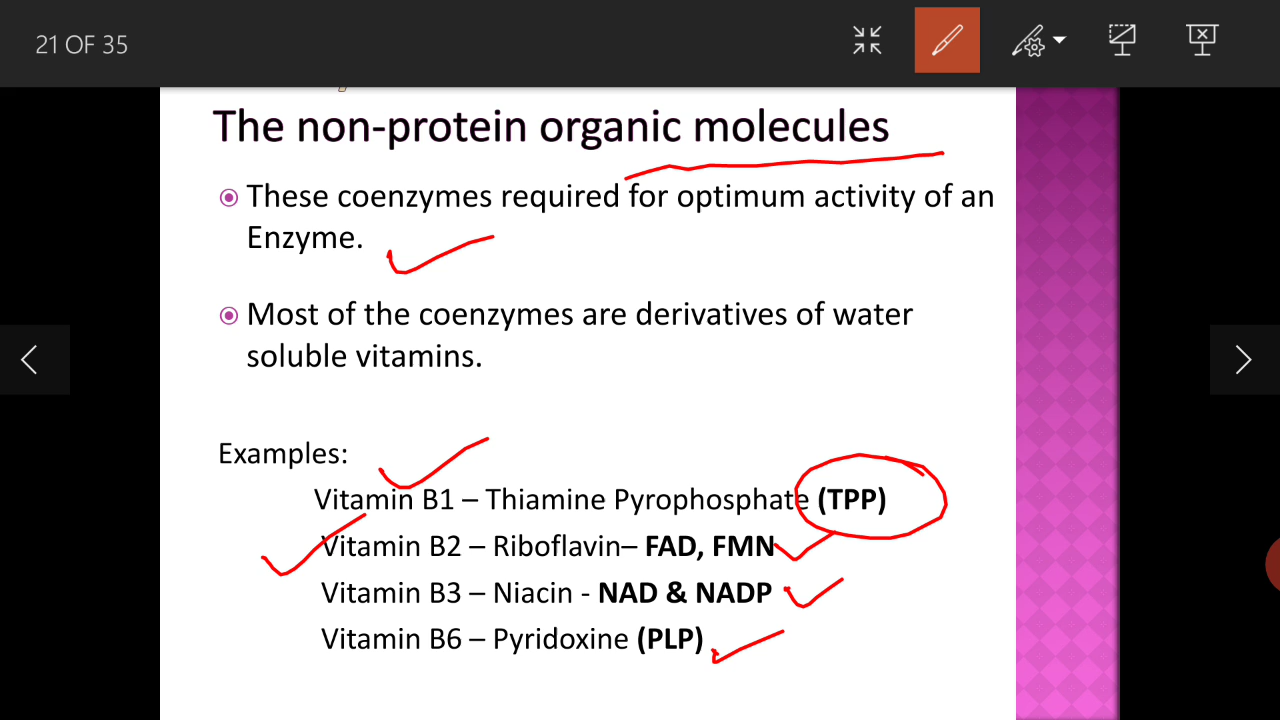 21 OF 35
The non-protein organic molecules
These coenzymes required for optimum activity of an
Enzyme.
Most of the coenzymes are derivatives of water
soluble vitamins.
Examples:
Vitamin B1 – Thiamine Pyrophosphate (TPP)
Vitamin B2 – Riboflavin– FAD, FMN
Vitamin B3 – Niacin - NAD & NADP
Vitamin B6 – Pyridoxine (PLP)